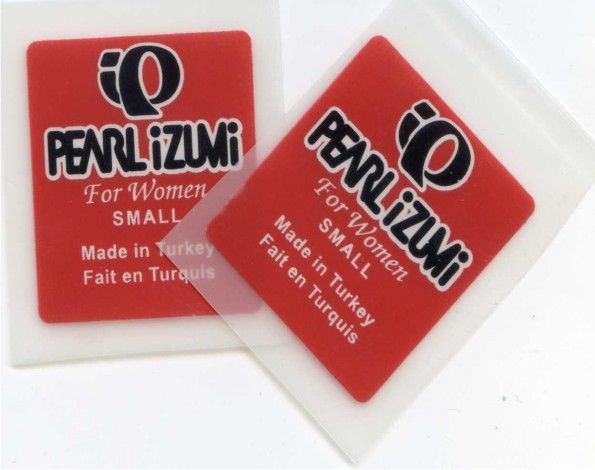 PEARL iZUMi
For Women
SMALL
Made in Turkey
Fait en Turquis
PEARL iZUMi
For Women
SMALL
Made in Turkey
Fait en Turquis